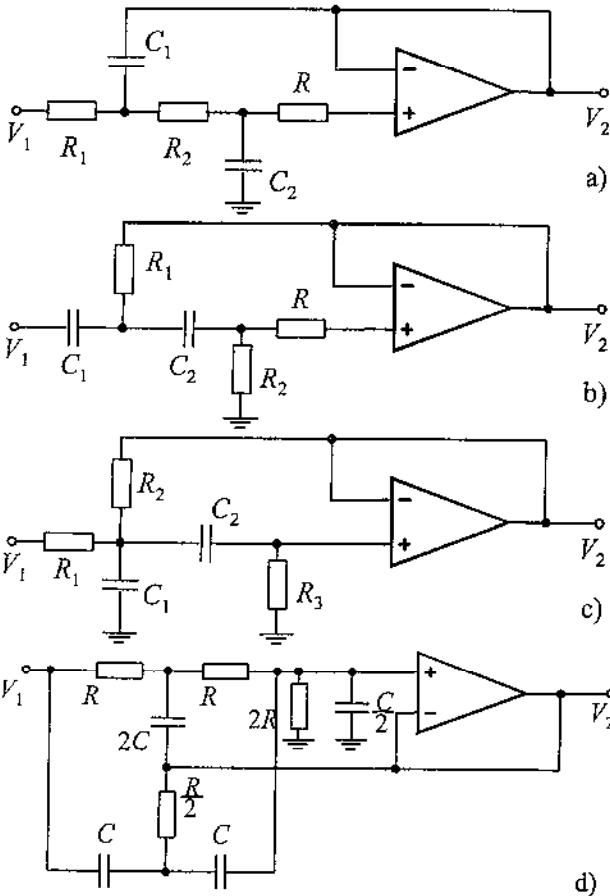 C₁
R
−
+
V₁
R₁
R₂
C₂
V₂
a)
R₁
R
−
+
V₁
C₁
C₂
R₂
V₂
b)
R₂
C₂
−
+
V₁
R₁
C₁
R₃
V₂
c)
V₁
R
R
2C
2R
C/2
+
−
V₂
R/2
C
C
d)